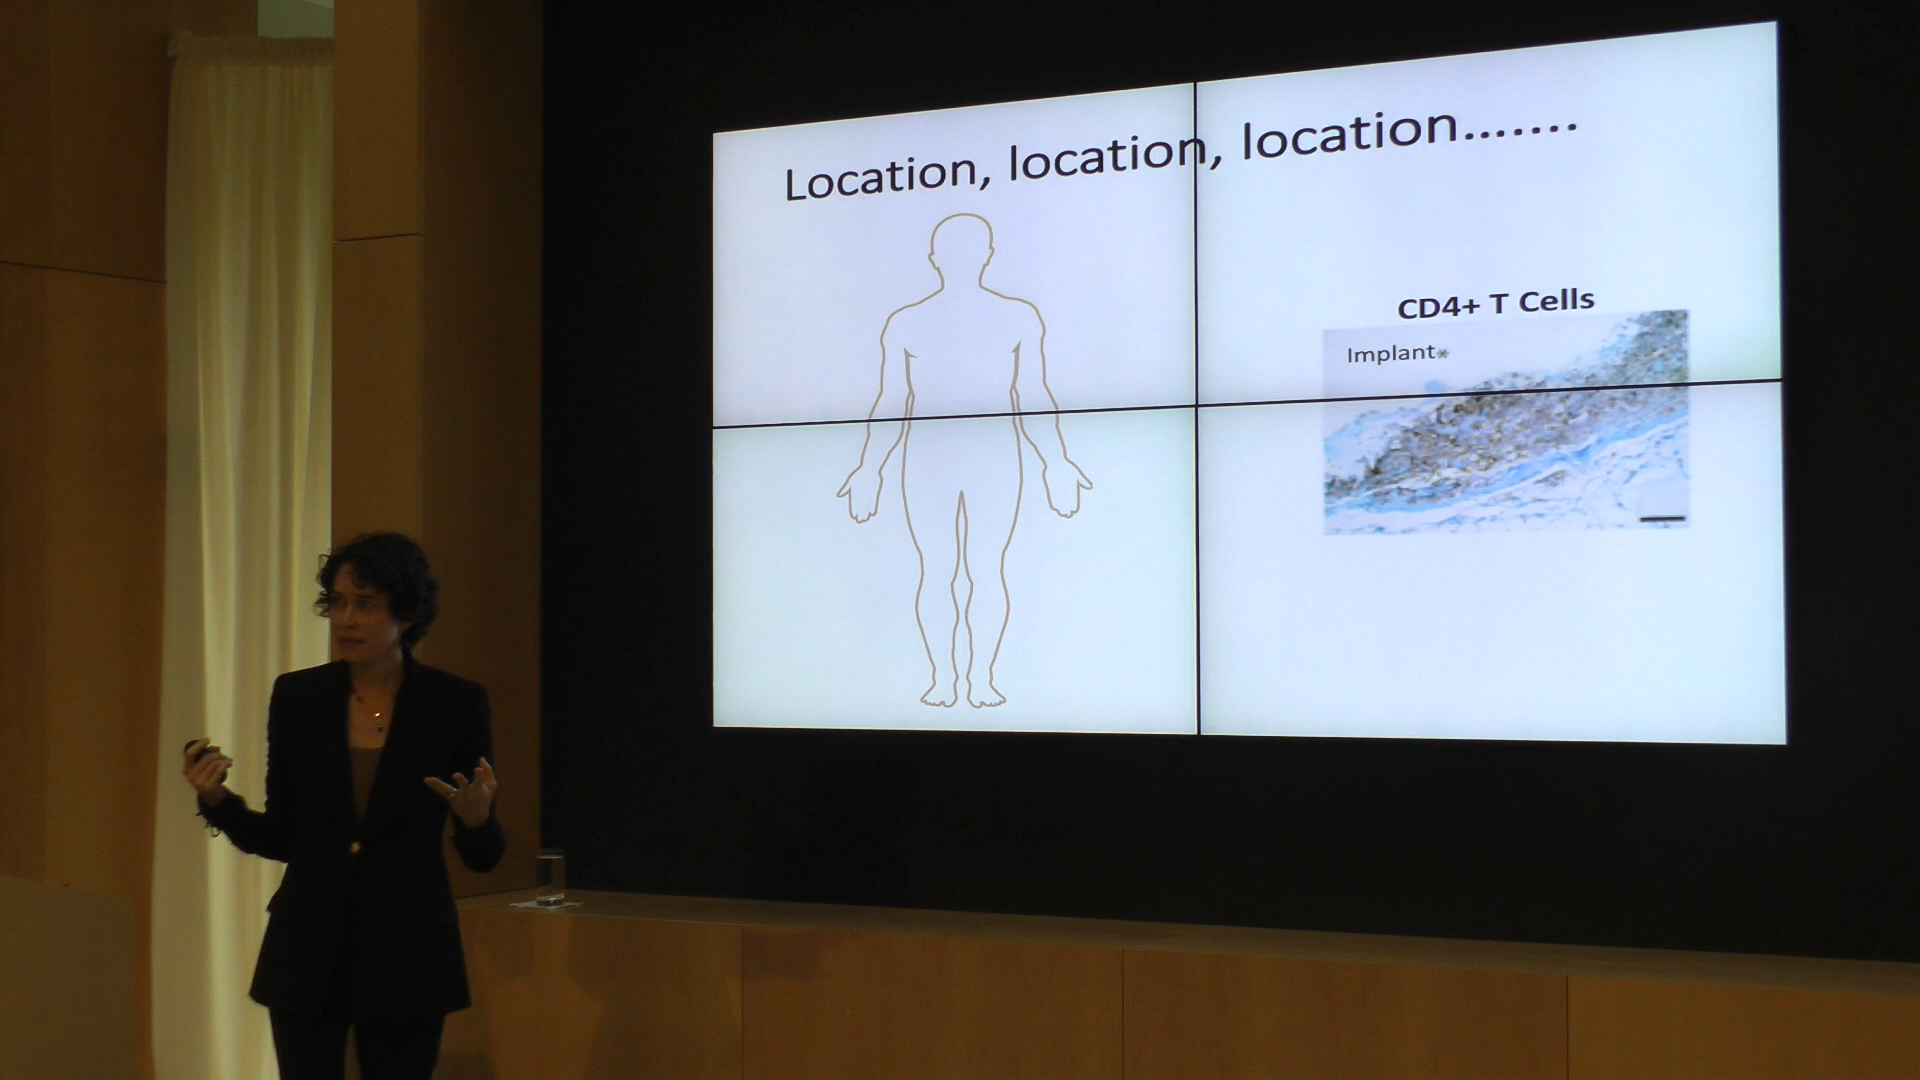 Location, location, location.......
CD4+ T Cells
Implant*